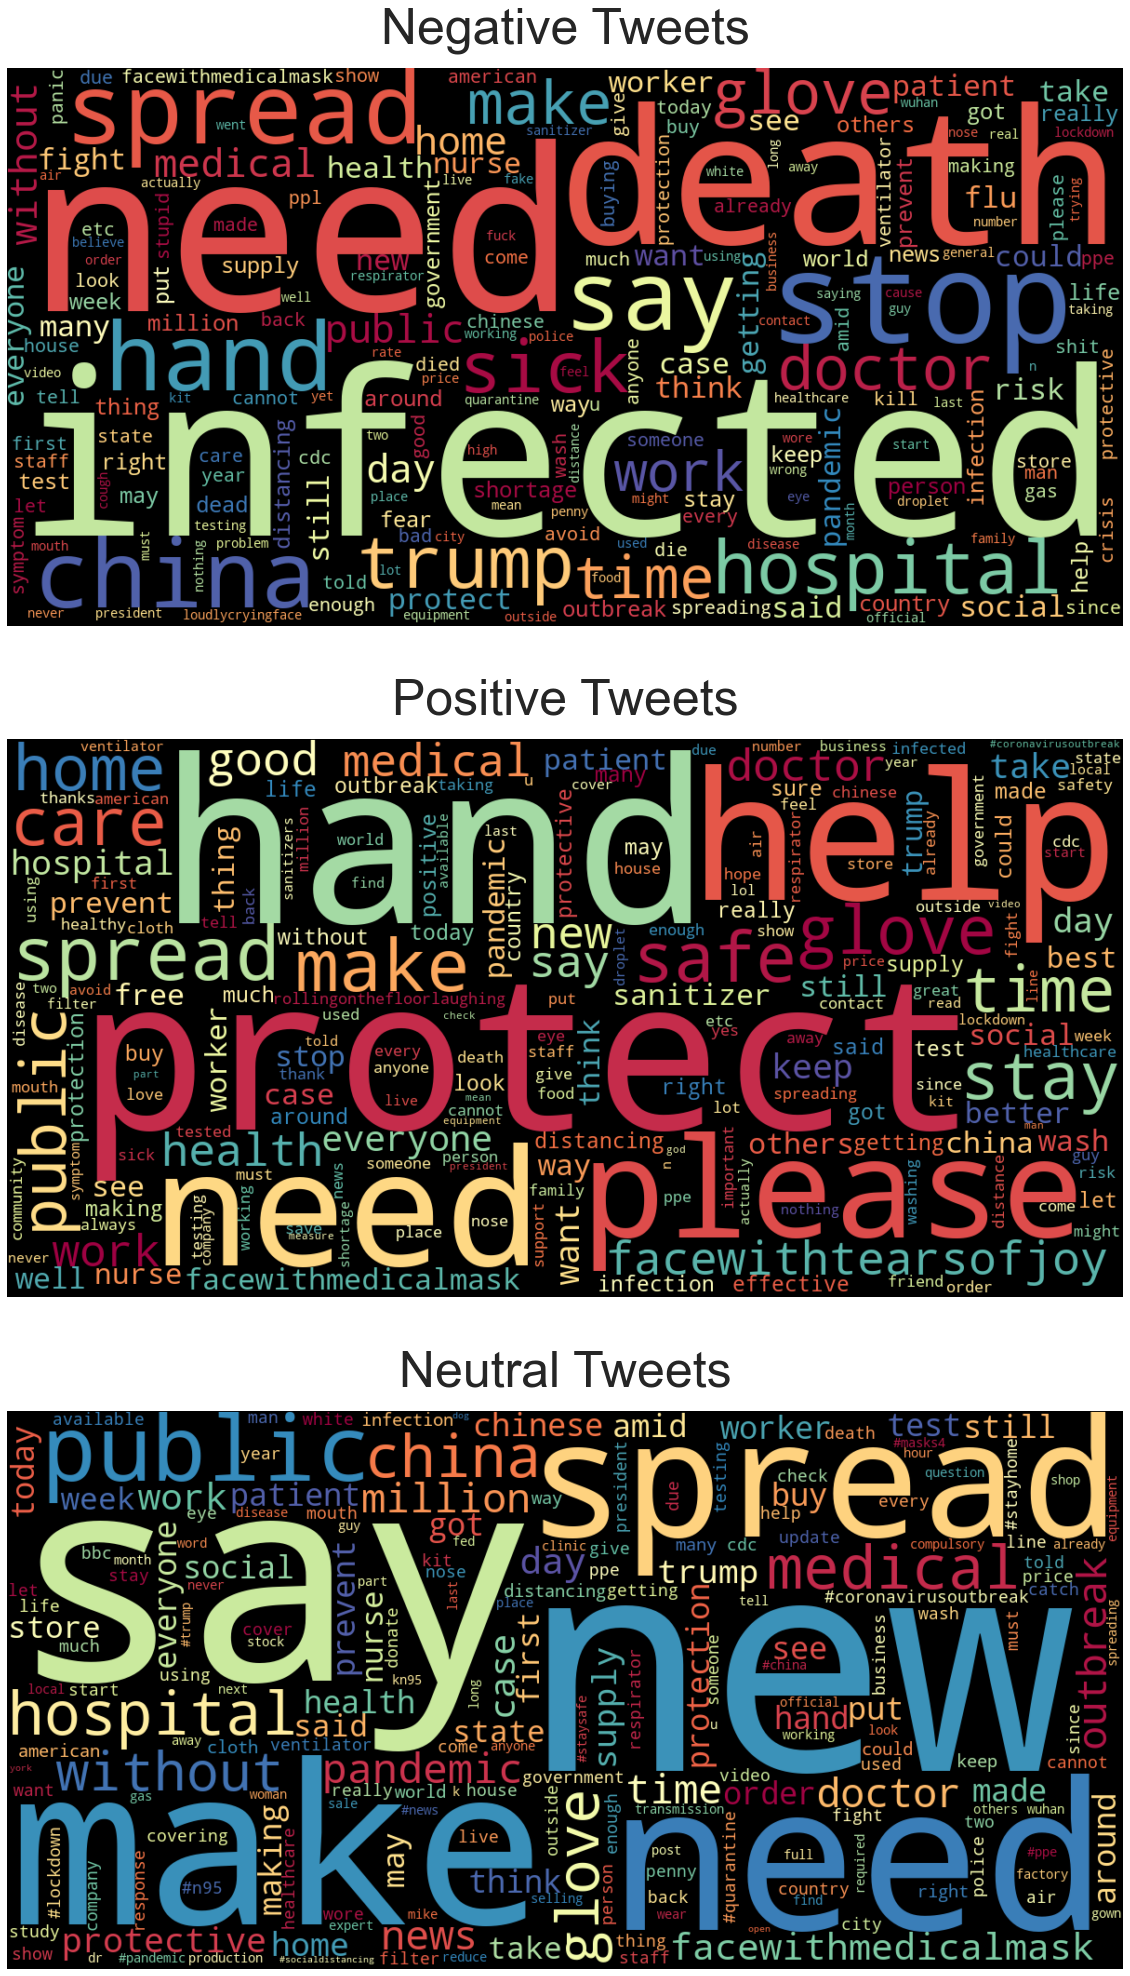 Negative Tweets
due facewithmedicalmask show american worker glove patient take
panic spread make give today wuhan got really
without went sanitizer buy see others nose real lockdown
fight medical home nurse death long away making
air actually health live fake protection white ventilator prevent flu please trying
need ppl government buying already number
etc believe stupid made fuck come
order supply new respirator much want using world news general could ppe
look put well say getting business stop saying cause life
week many million back public chinese contact guy taking
everyone house hand working police sick case amid doctor shit
video rate died price feel anyone think n
tell kit cannot yet around quarantine way u healthcare kill last risk protective
thing infected
first state two good high wash distance someone work keep pandemic wore start infection store
staff right care cdc day wrong man
test year place shortage might eye person droplet gas
let may cough dead distancing still mean penny stay every month
symptom testing fear bad city avoid used disease family crisis
mouth must nothing problem trump die hospital help
china lot told time food
enough protect outbreak spreading said country social since
never president loudlycryingface equipment outside official
Positive Tweets
ventilator good medical patient due number business infected #coronavirusoutbreak
home life outbreak taking u many doctor year take state local
thanks american cover sure chinese made safety
care hand help feel trump government could
hospital thing world positive available last protective may hope air already cdc
using first sanitizers million find house respirator store start
prevent back pandemic country lol
healthy cloth tell today really outside video day
spread without new enough show glove fight
make say droplet safe price supply best
two avoid free much rollingonthefloorlaughing put sanitizer still great line time
disease filter used check contact read lockdown
public told etc yes said social week
buy protect stop every eye staff away test healthcare
mouth part thank anyone death give think keep stay
protection love worker case live look food right spreading since kit
around mean cannot equipment lot got better
tested everyone distancing others getting china man wash
sick health someone person president way god n guy
community symptom see must need family please important actually risk
making working news ppe distance come let
always testing company save measure shortage place nose support want nothing washing might
never work facewithtearsofjoy
well nurse facewithmedicalmask infection effective friend order
Neutral Tweets
available man white infection dog chinese amid worker death test still
today public year china spread #masks4 hour
week work patient million way president testing check buy every question #stayhome shop
eye disease mouth got due help equipment
bbc month word guy fed clinic give many cdc update compulsory line already
say social kit day ppe trump medical told
let stay everyone never part nose distancing getting tell #coronavirusoutbreak price catch
life last place wash
store #trump cover prevent nurse donate first new see must spreading
much stock case supply protection someone #china business outbreak
using kn95 long respirator
local start next health #staysafe official hand put
hospital said state u working look since
american away cloth ventilator come anyone could used keep cannot
york without pandemic government time video
want gas woman really world k house order doctor made
make sale #news outside enough transmission fight others wuhan two around
covering making may live need
#lockdown company response healthcare think glove person post full required police #ppe
#n95 penny country right factory
wore selling back find air
study expert mike news wear #quarantine city gown
show protective home take thing open
dr #pandemic production #socialdistancing filter reduce staff facewithmedicalmask